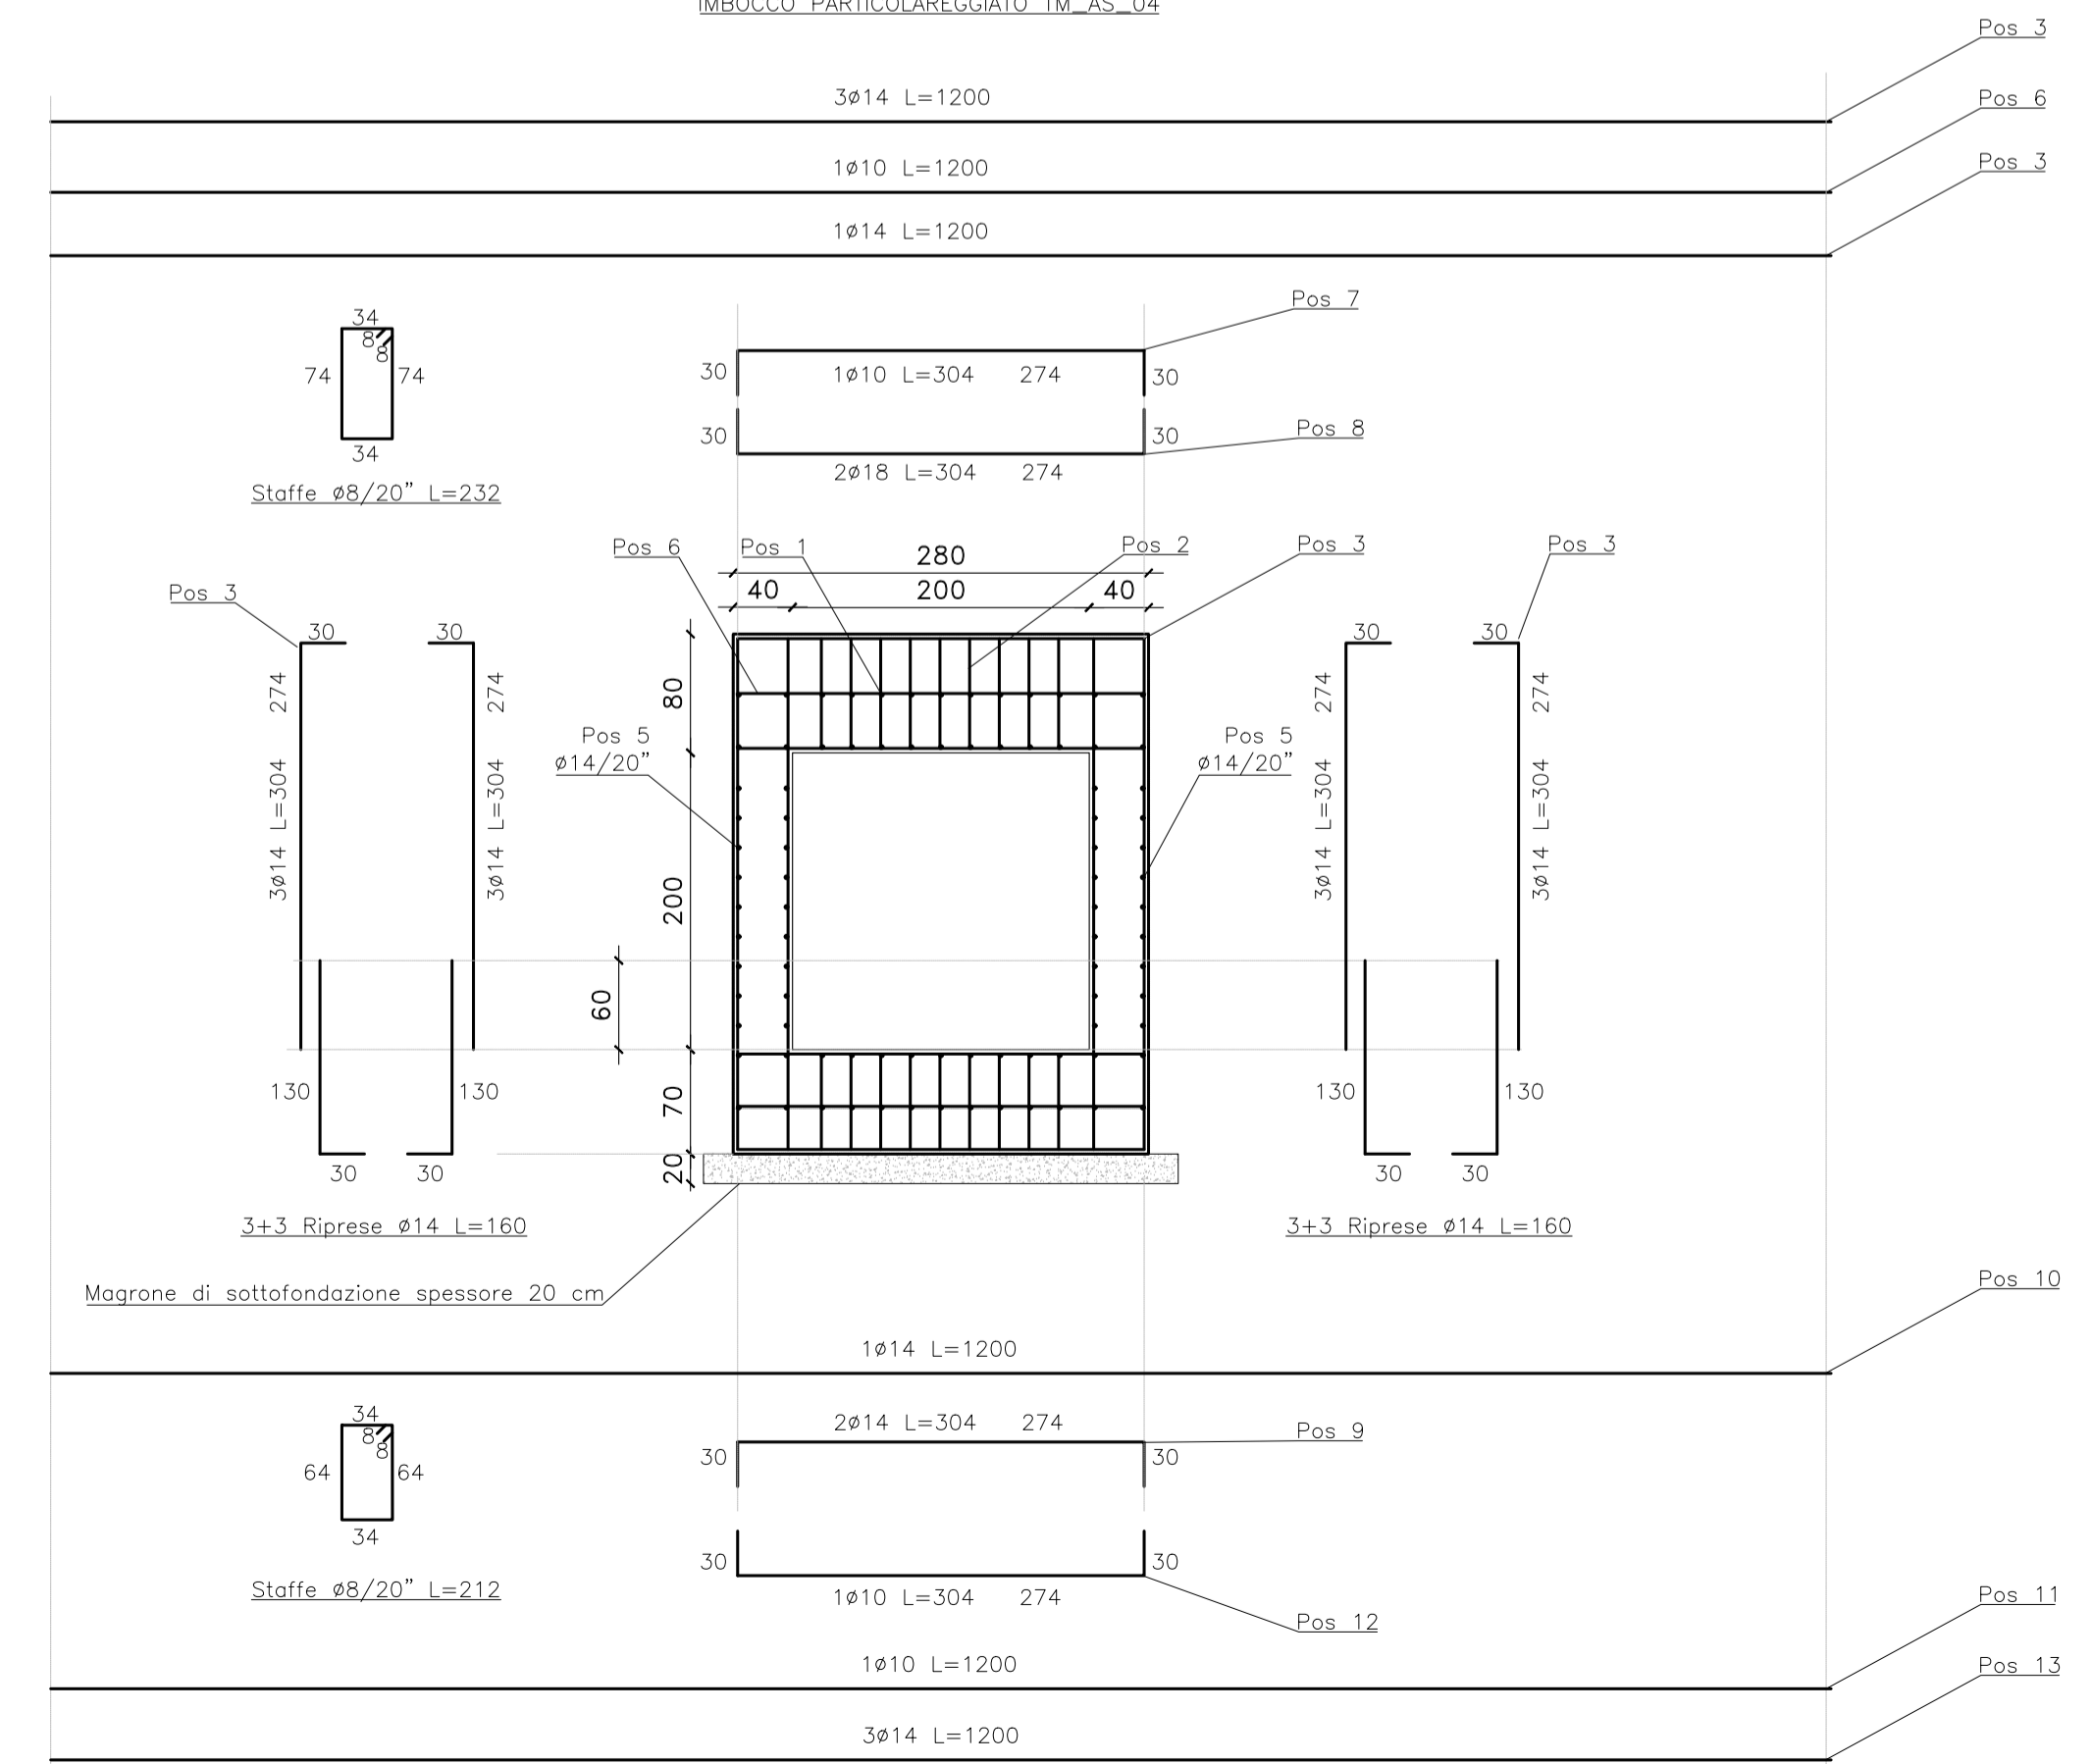 IMBOCCO PARTICOLAREGGIATO TM_AS_04
Pos 3
3ø14 L=1200
Pos 6
1ø10 L=1200
Pos 3
1ø14 L=1200
34
8
8
74
74
34
Staffe ø8/20" L=232
Pos 7
30
1ø10 L=304 274
30
30
30
Pos 8
2ø18 L=304 274
Pos 6
Pos 1
Pos 2
Pos 3
Pos 3
280
40
200
40
Pos 3
30
30
274
274
3ø14 L=304
3ø14 L=304
80
Pos 5
ø14/20"
Pos 5
ø14/20"
30
30
274
274
3ø14 L=304
3ø14 L=304
200
60
130
130
30
30
70
20
130
130
30
30
3+3 Riprese ø14 L=160
3+3 Riprese ø14 L=160
Magrone di sottofondazione spessore 20 cm
Pos 10
1ø14 L=1200
34
8
8
64
64
34
Staffe ø8/20" L=212
2ø14 L=304 274
Pos 9
30
30
30
30
1ø10 L=304 274
Pos 12
Pos 11
1ø10 L=1200
Pos 13
3ø14 L=1200